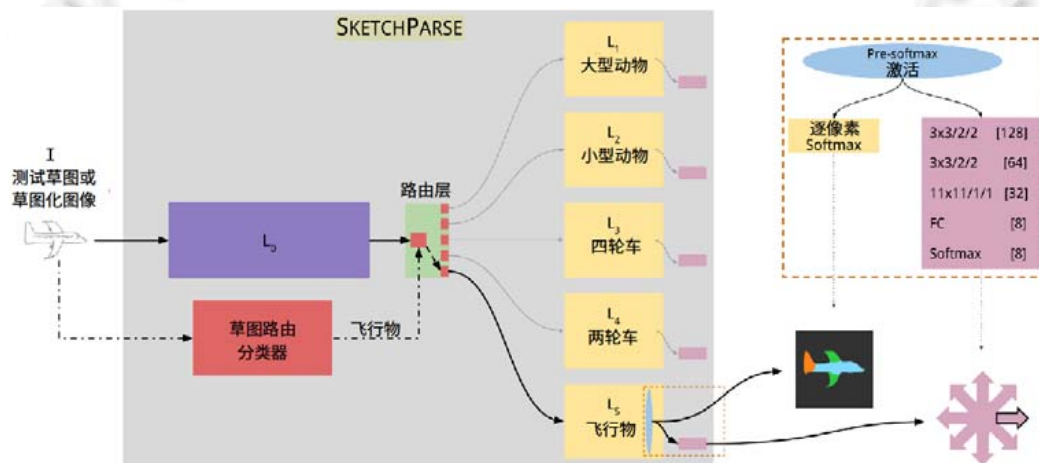 SKETCHPARSE
I
测试草图或
草图化图像
L₀
草图路由
分类器
飞行物
路由层
L₁
大型动物
L₂
小型动物
L₃
四轮车
L₄
两轮车
L₅
飞行物
Pre-softmax
激活
逐像素
Softmax
3x3/2/2 [128]
3x3/2/2 [64]
11x11/1/1 [32]
FC [8]
Softmax [8]